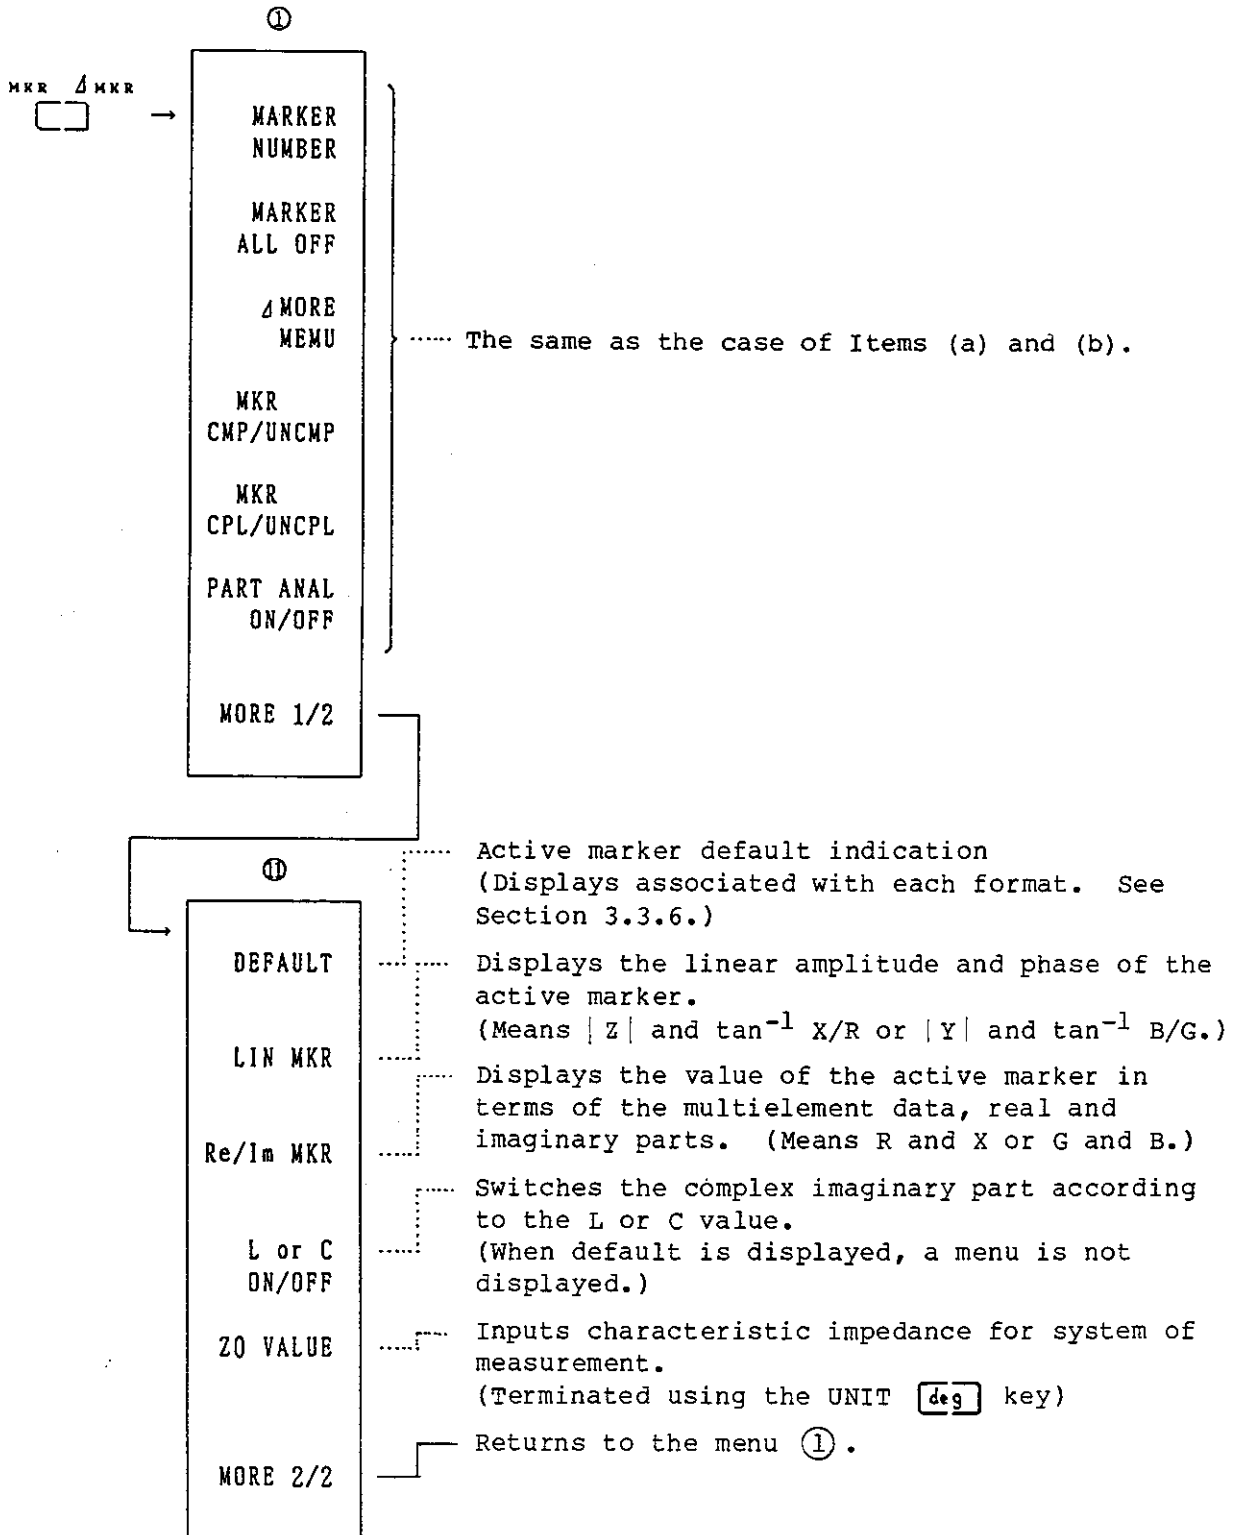 ①
MKR ΔMKR
→
MARKER
NUMBER
MARKER
ALL OFF
ΔMORE
MEMU
...... The same as the case of Items (a) and (b).
MKR
CMP/UNCMP
MKR
CPL/UNCPL
PART ANAL
ON/OFF
MORE 1/2
⑪
DEFAULT
Active marker default indication
(Displays associated with each format. See
Section 3.3.6.)
LIN MKR
Displays the linear amplitude and phase of the
active marker.
(Means |Z| and tan⁻¹ X/R or |Y| and tan⁻¹ B/G.)
Re/Im MKR
Displays the value of the active marker in
terms of the multielement data, real and
imaginary parts. (Means R and X or G and B.)
L or C
ON/OFF
Switches the complex imaginary part according
to the L or C value.
(When default is displayed, a menu is not
displayed.)
ZO VALUE
Inputs characteristic impedance for system of
measurement.
(Terminated using the UNIT deg key)
MORE 2/2
Returns to the menu ①.